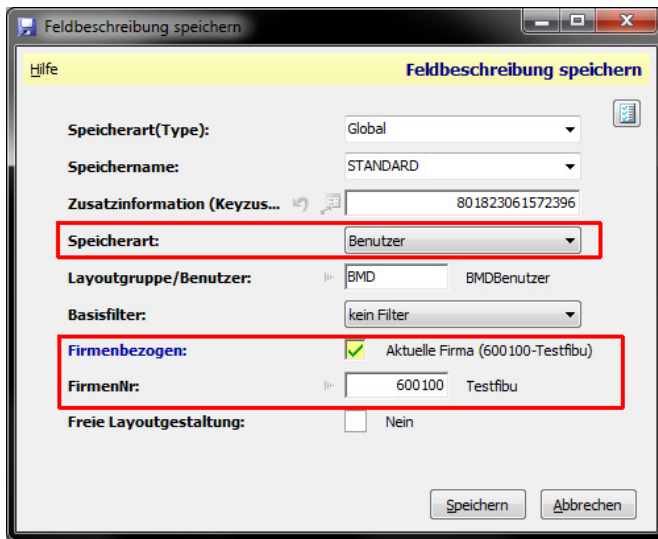 Feldbeschreibung speichern
Hilfe Feldbeschreibung speichern
Speicherart(Type): Global
Speichername: STANDARD
Zusatzinformation (Keyzus... 801823061572396
Speicherart: Benutzer
Layoutgruppe/Benutzer: BMD BMDBenutzer
Basisfilter: kein Filter
Firmenbezogen: Aktuelle Firma (600100-Testfibu)
FirmenNr: 600100 Testfibu
Freie Layoutgestaltung: Nein
Speichern Abbrechen